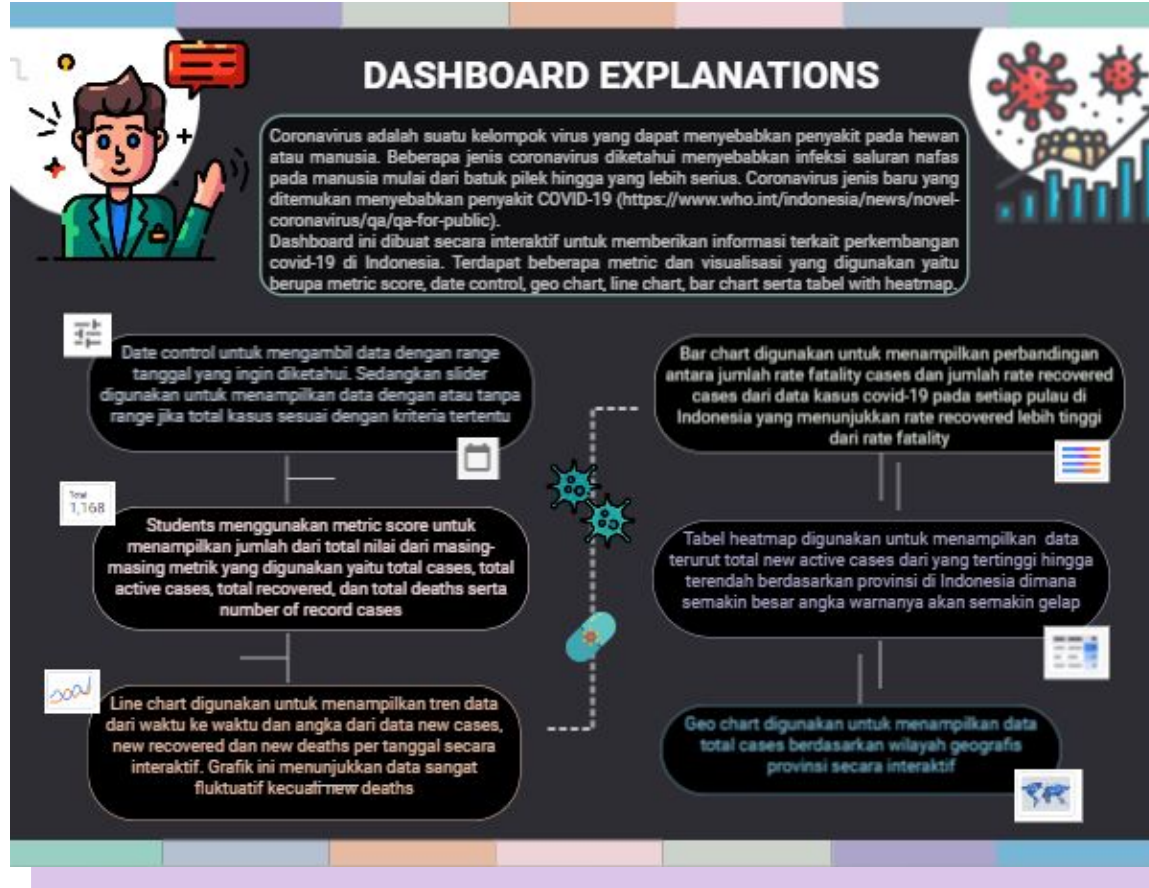 DASHBOARD EXPLANATIONS
Coronavirus adalah suatu kelompok virus yang dapat menyebabkan penyakit pada hewan
atau manusia. Beberapa jenis coronavirus diketahui menyebabkan infeksi saluran nafas
pada manusia mulai dari batuk pilek hingga yang lebih serius. Coronavirus jenis baru yang
ditemukan menyebabkan penyakit COVID-19 (https://www.who.int/indonesia/news/novel-
coronavirus/qa/qa-for-public).
Dashboard ini dibuat secara interaktif untuk memberikan informasi terkait perkembangan
covid-19 di Indonesia. Terdapat beberapa metric dan visualisasi yang digunakan yaitu
berupa metric score, date control, geo chart, line chart, bar chart serta tabel with heatmap.
Date control untuk mengambil data dengan range
tanggal yang ingin diketahui. Sedangkan slider
digunakan untuk menampilkan data dengan atau tanpa
range jika total kasus sesuai dengan kriteria tertentu
Total
1,168
Students menggunakan metric score untuk
menampilkan jumlah dari total nilai dari masing-
masing metrik yang digunakan yaitu total cases, total
active cases, total recovered, dan total deaths serta
number of record cases
Line chart digunakan untuk menampilkan tren data
dari waktu ke waktu dan angka dari data new cases,
new recovered dan new deaths per tanggal secara
interaktif. Grafik ini menunjukkan data sangat
fluktuatif kecuali new deaths
Bar chart digunakan untuk menampilkan perbandingan
antara jumlah rate fatality cases dan jumlah rate recovered
cases dari data kasus covid-19 pada setiap pulau di
Indonesia yang menunjukkan rate recovered lebih tinggi
dari rate fatality
Tabel heatmap digunakan untuk menampilkan data
terurut total new active cases dari yang tertinggi hingga
terendah berdasarkan provinsi di Indonesia dimana
semakin besar angka warnanya akan semakin gelap
Geo chart digunakan untuk menampilkan data
total cases berdasarkan wilayah geografis
provinsi secara interaktif